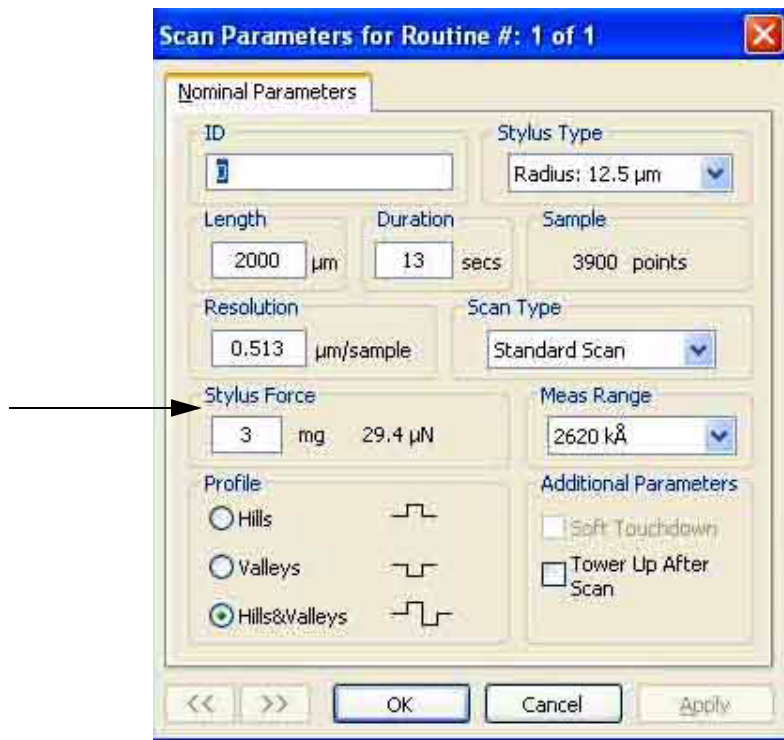 Scan Parameters for Routine #: 1 of 1
Nominal Parameters
ID
Stylus Type
Radius: 12.5 µm
Length
Duration
Sample
2000 µm
13 secs
3900 points
Resolution
Scan Type
0.513 µm/sample
Standard Scan
Stylus Force
Meas Range
3 mg 29.4 µN
2620 kÅ
Profile
Additional Parameters
Hills
Soft Touchdown
Valleys
Tower Up After
Scan
Hills&Valleys
<< >> OK Cancel Apply